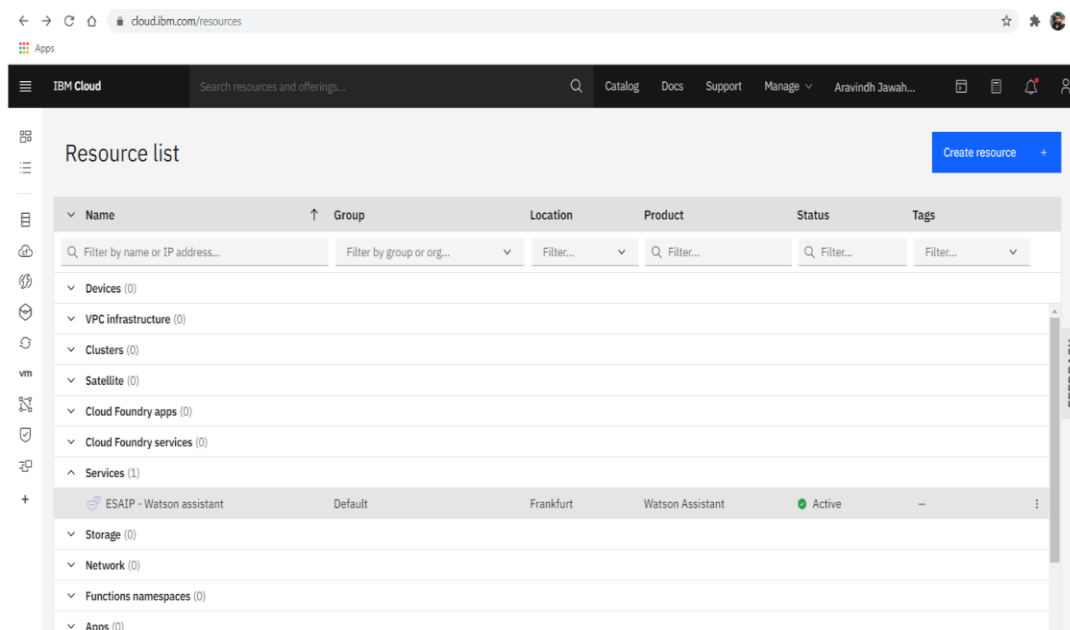 cloud.ibm.com/resources
Apps
IBM Cloud Search resources and offerings... Catalog Docs Support Manage Aravindh Jawah...
Resource list
Create resource +
Name Group Location Product Status Tags
Filter by name or IP address... Filter by group or org... Filter... Filter... Filter... Filter...
Devices (0)
VPC infrastructure (0)
Clusters (0)
FEEDBACK
vm
Satellite (0)
Cloud Foundry apps (0)
Cloud Foundry services (0)
Services (1)
ESAIP - Watson assistant Default Frankfurt Watson Assistant Active –
Storage (0)
Network (0)
Functions namespaces (0)
Apps (0)